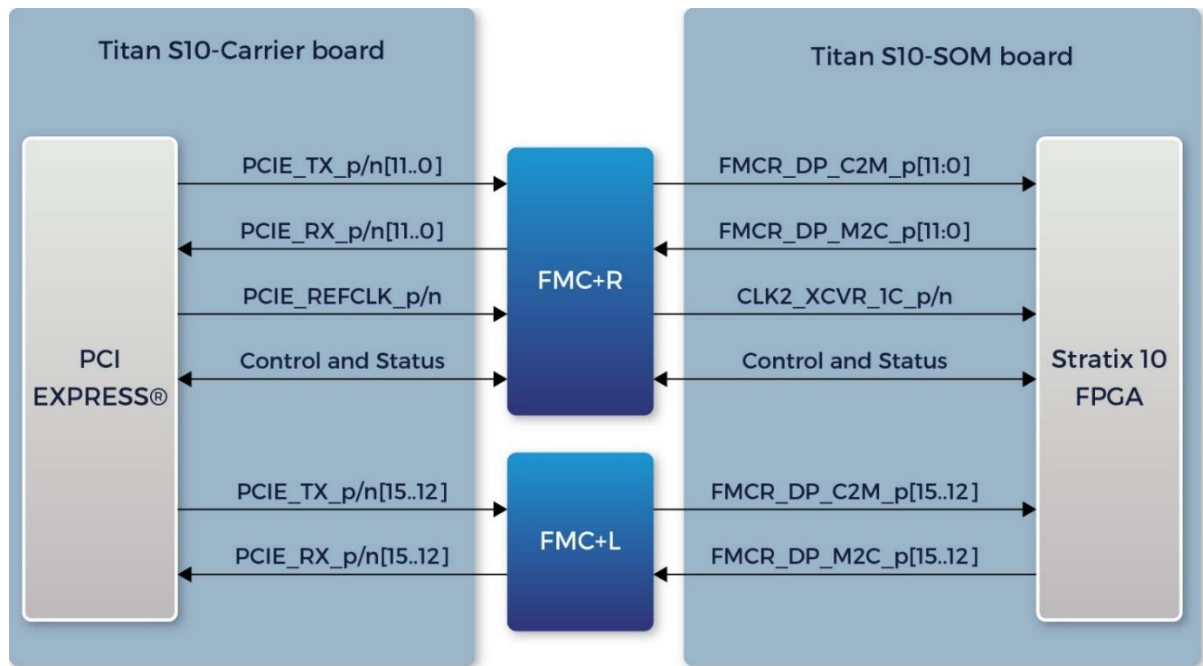 Titan S10-Carrier board
Titan S10-SOM board
PCIE_TX_p/n[11..0]
FMCR_DP_C2M_p[11:0]
PCIE_RX_p/n[11..0]
FMCR_DP_M2C_p[11:0]
FMC+R
PCIE_REFCLK_p/n
CLK2_XCVR_1C_p/n
PCI
EXPRESS®
Control and Status
Control and Status
Stratix 10
FPGA
PCIE_TX_p/n[15..12]
FMCR_DP_C2M_p[15..12]
FMC+L
PCIE_RX_p/n[15..12]
FMCR_DP_M2C_p[15..12]